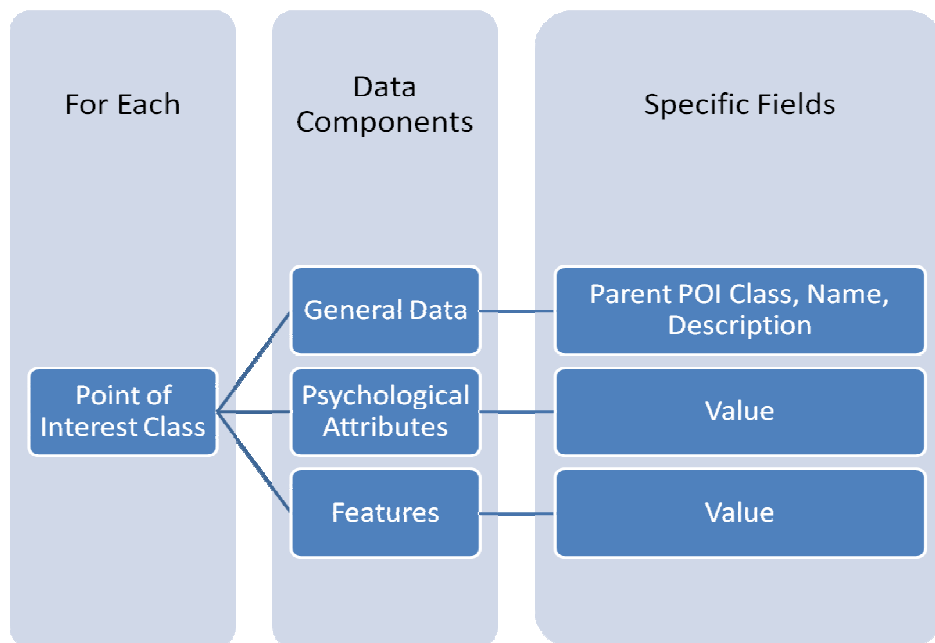 For Each
Data
Components
Specific Fields
General Data
Parent POI Class, Name,
Description
Point of
Interest Class
Psychological
Attributes
Value
Features
Value